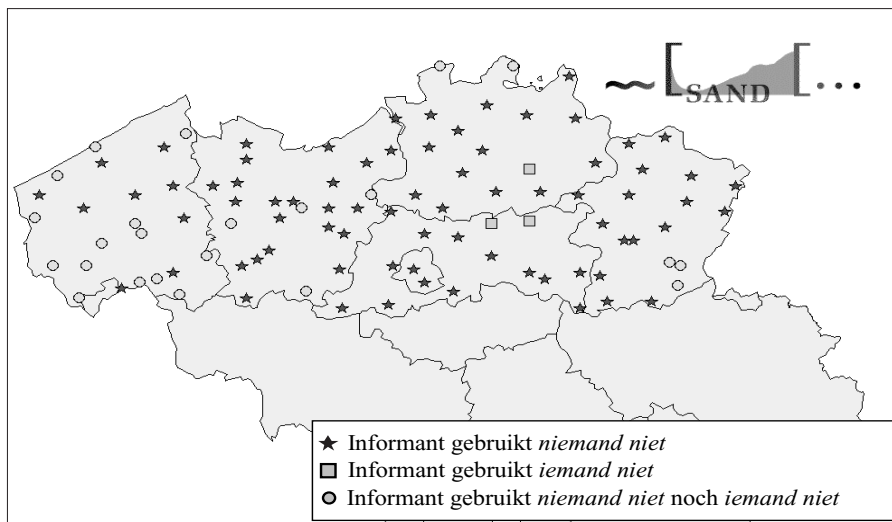 SAND
Informant gebruikt niemand niet
Informant gebruikt iemand niet
Informant gebruikt niemand niet noch iemand niet